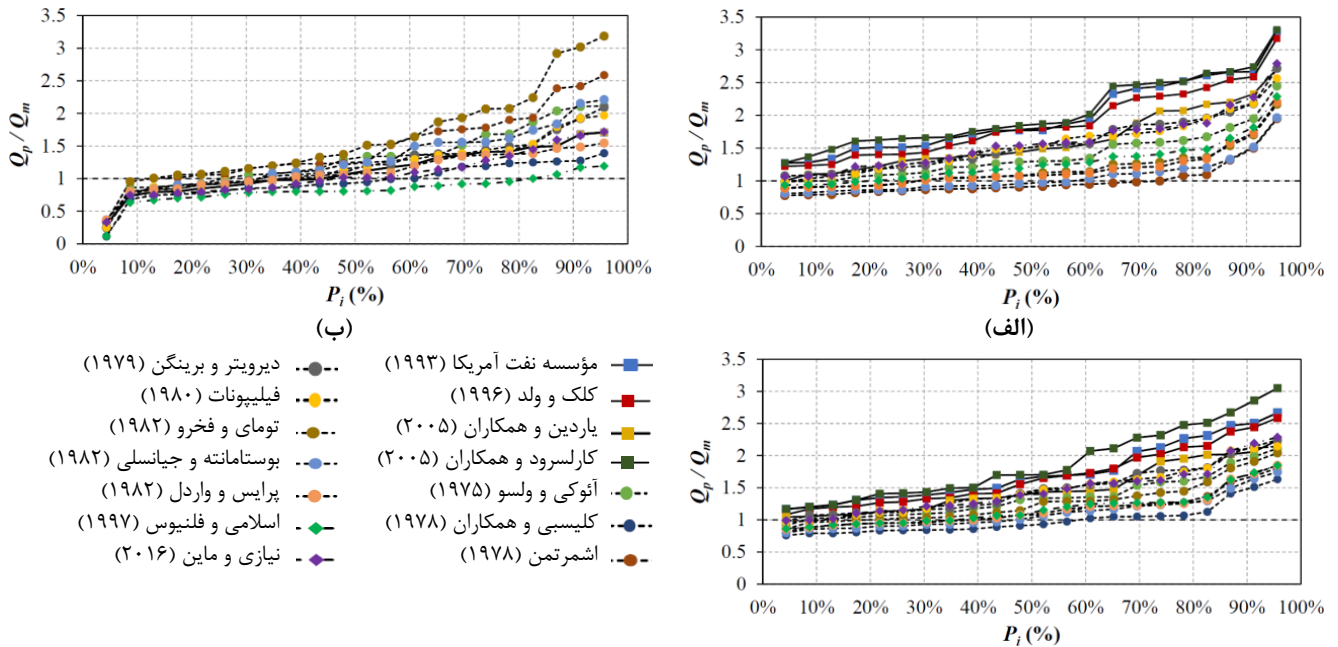 3.5
3
2.5
2
1.5
1
0.5
0
Qp / Qm
0% 10% 20% 30% 40% 50% 60% 70% 80% 90% 100%
Pi (%)
(الف)
3.5
3
2.5
2
1.5
1
0.5
0
Qp / Qm
0% 10% 20% 30% 40% 50% 60% 70% 80% 90% 100%
Pi (%)
(ب)
مؤسسه نفت آمریکا (۱۹۹۳)
کلک و ولد (۱۹۹۶)
یاردین و همکاران (۲۰۰۵)
کارلسرود و همکاران (۲۰۰۵)
آئوکی و ولسو (۱۹۷۵)
کلیسبی و همکاران (۱۹۷۸)
اشمرتمن (۱۹۷۸)
دیرویتر و برینگن (۱۹۷۹)
فیلیپونات (۱۹۸۰)
تومای و فخرو (۱۹۸۲)
بوستامانته و جیانسلی (۱۹۸۲)
پرایس و واردل (۱۹۸۲)
اسلامی و فلنیوس (۱۹۹۷)
نیازی و ماین (۲۰۱۶)
3.5
3
2.5
2
1.5
1
0.5
0
Qp / Qm
0% 10% 20% 30% 40% 50% 60% 70% 80% 90% 100%
Pi (%)